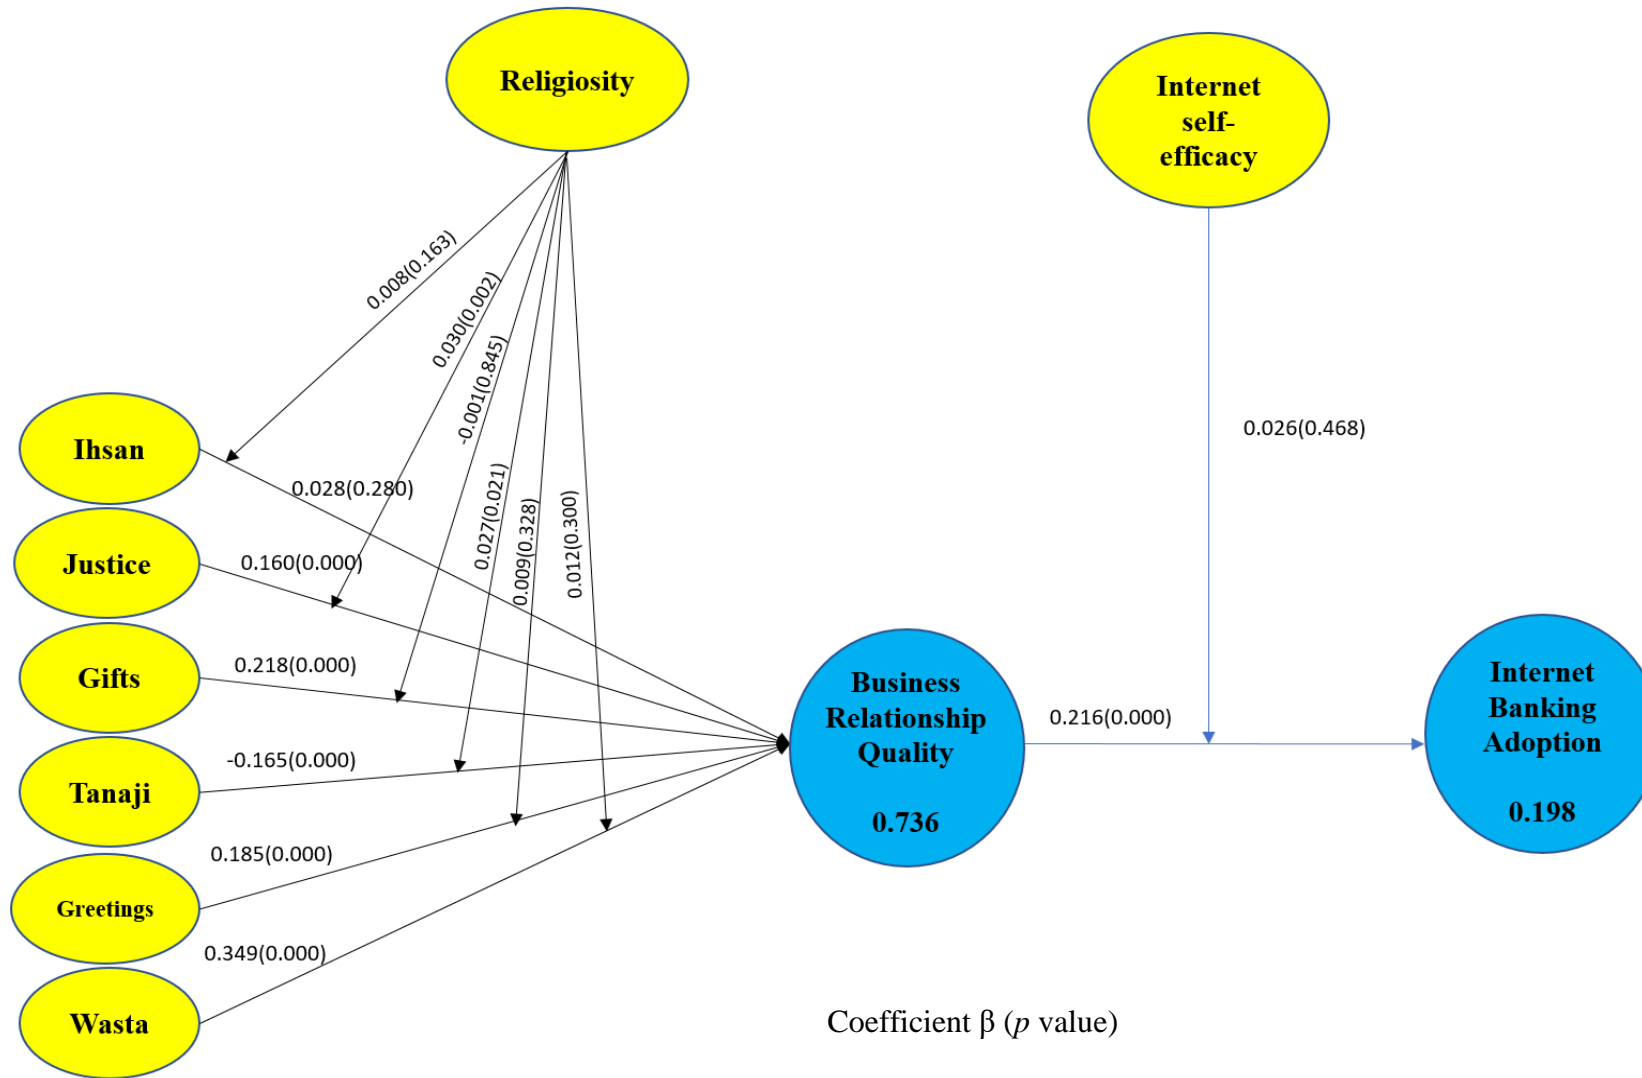 Religiosity
Internet
self-
efficacy
0.008(0.163)
0.030(0.002)
-0.001(0.845)
0.027(0.021)
0.009(0.328)
0.012(0.300)
0.026(0.468)
Ihsan
0.028(0.280)
Justice
0.160(0.000)
Gifts
0.218(0.000)
Tanaji
-0.165(0.000)
Greetings
0.185(0.000)
Wasta
0.349(0.000)
Business
Relationship
Quality
0.736
0.216(0.000)
Internet
Banking
Adoption
0.198
Coefficient β (p value)